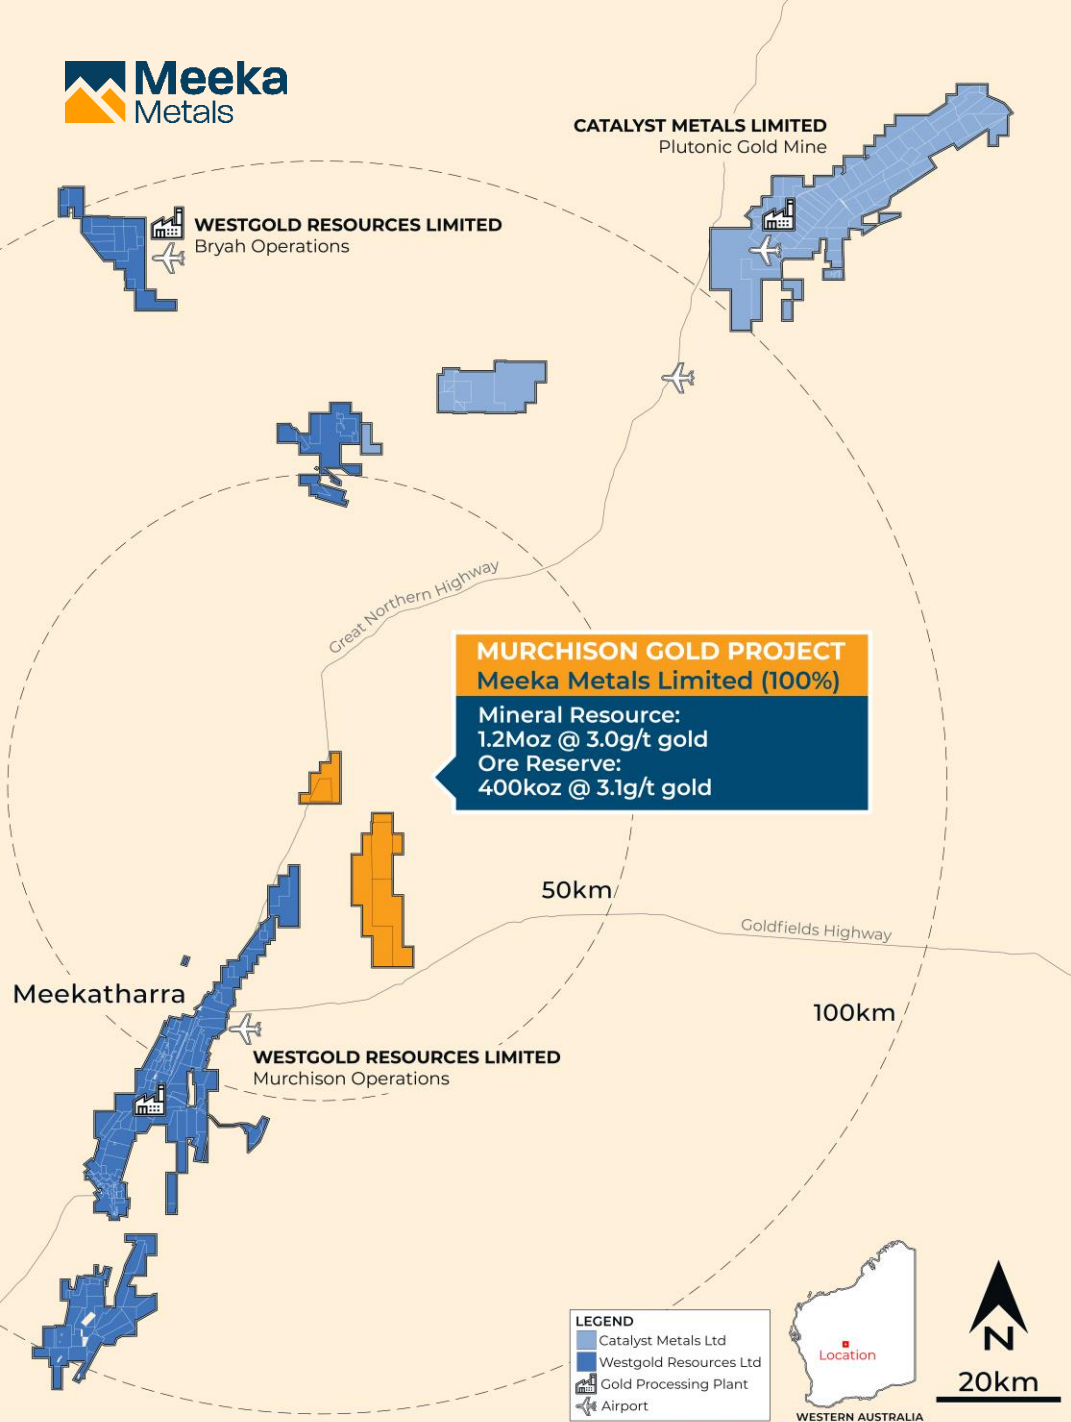 Meeka
Metals
CATALYST METALS LIMITED
Plutonic Gold Mine
WESTGOLD RESOURCES LIMITED
Bryah Operations
Great Northern Highway
MURCHISON GOLD PROJECT
Meeka Metals Limited (100%)
Mineral Resource:
1.2Moz @ 3.0g/t gold
Ore Reserve:
400koz @ 3.1g/t gold
50km
Goldfields Highway
Meekatharra
100km
WESTGOLD RESOURCES LIMITED
Murchison Operations
LEGEND
Catalyst Metals Ltd
Westgold Resources Ltd
Gold Processing Plant
Airport
Location
WESTERN AUSTRALIA
N
20km